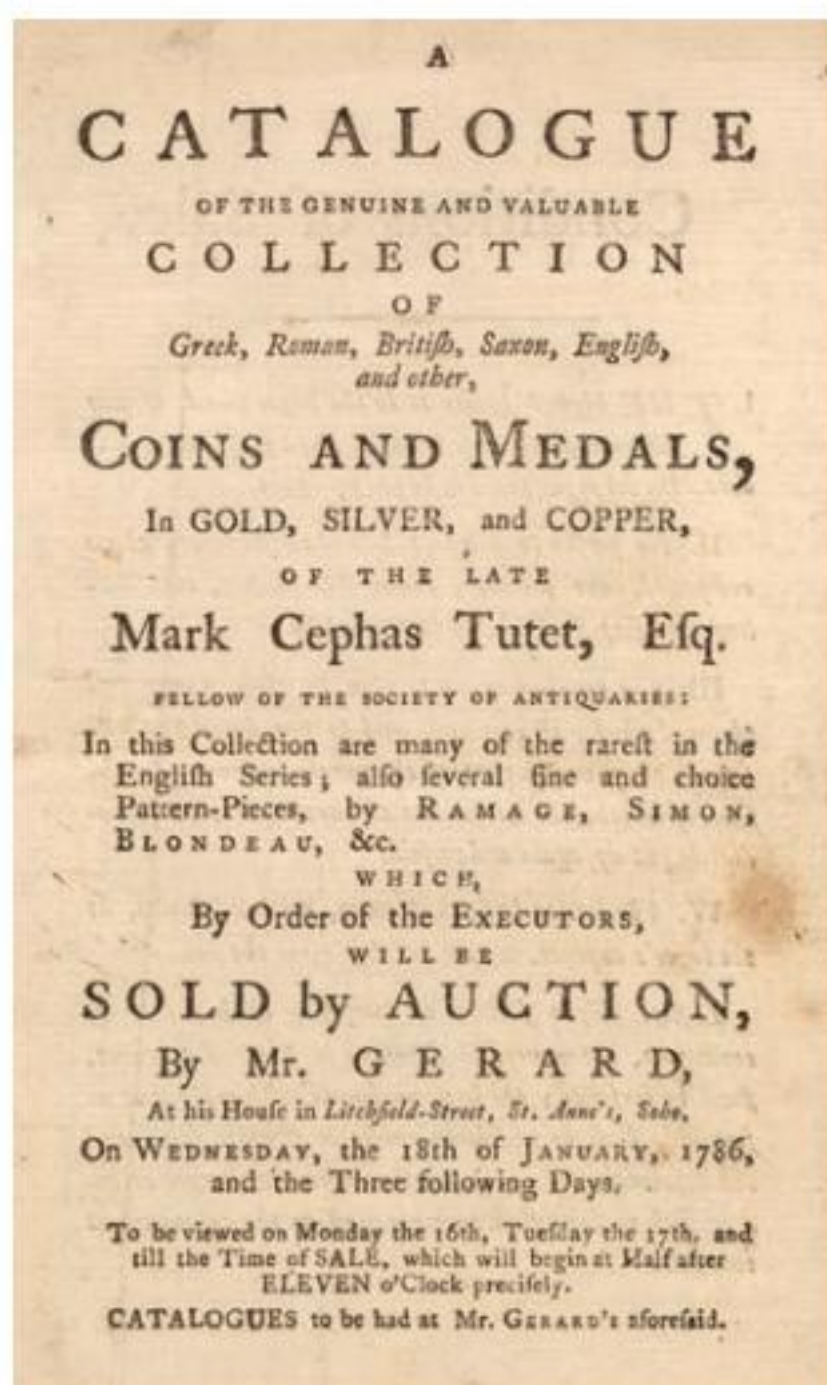 A
CATALOGUE
OF THE GENUINE AND VALUABLE
COLLECTION
OF
Greek, Roman, Britiſh, Saxon, Engliſh,
and other,
COINS AND MEDALS,
In GOLD, SILVER, and COPPER,
OF THE LATE
Mark Cephas Tutet, Eſq.
FELLOW OF THE SOCIETY OF ANTIQUARIES:
In this Collection are many of the rareſt in the
Engliſh Series; alſo ſeveral fine and choice
Pattern-Pieces, by RAMAGE, SIMON,
BLONDEAU, &c.
WHICH,
By Order of the EXECUTORS,
WILL BE
SOLD by AUCTION,
By Mr. GERARD,
At his Houſe in Litchfield-Street, St. Anne's, Soho,
On WEDNESDAY, the 18th of JANUARY, 1786,
and the Three following Days.
To be viewed on Monday the 16th, Tueſday the 17th, and
till the Time of SALE, which will begin at Half after
ELEVEN o'Clock preciſely.
CATALOGUES to be had at Mr. GERARD's aforeſaid.